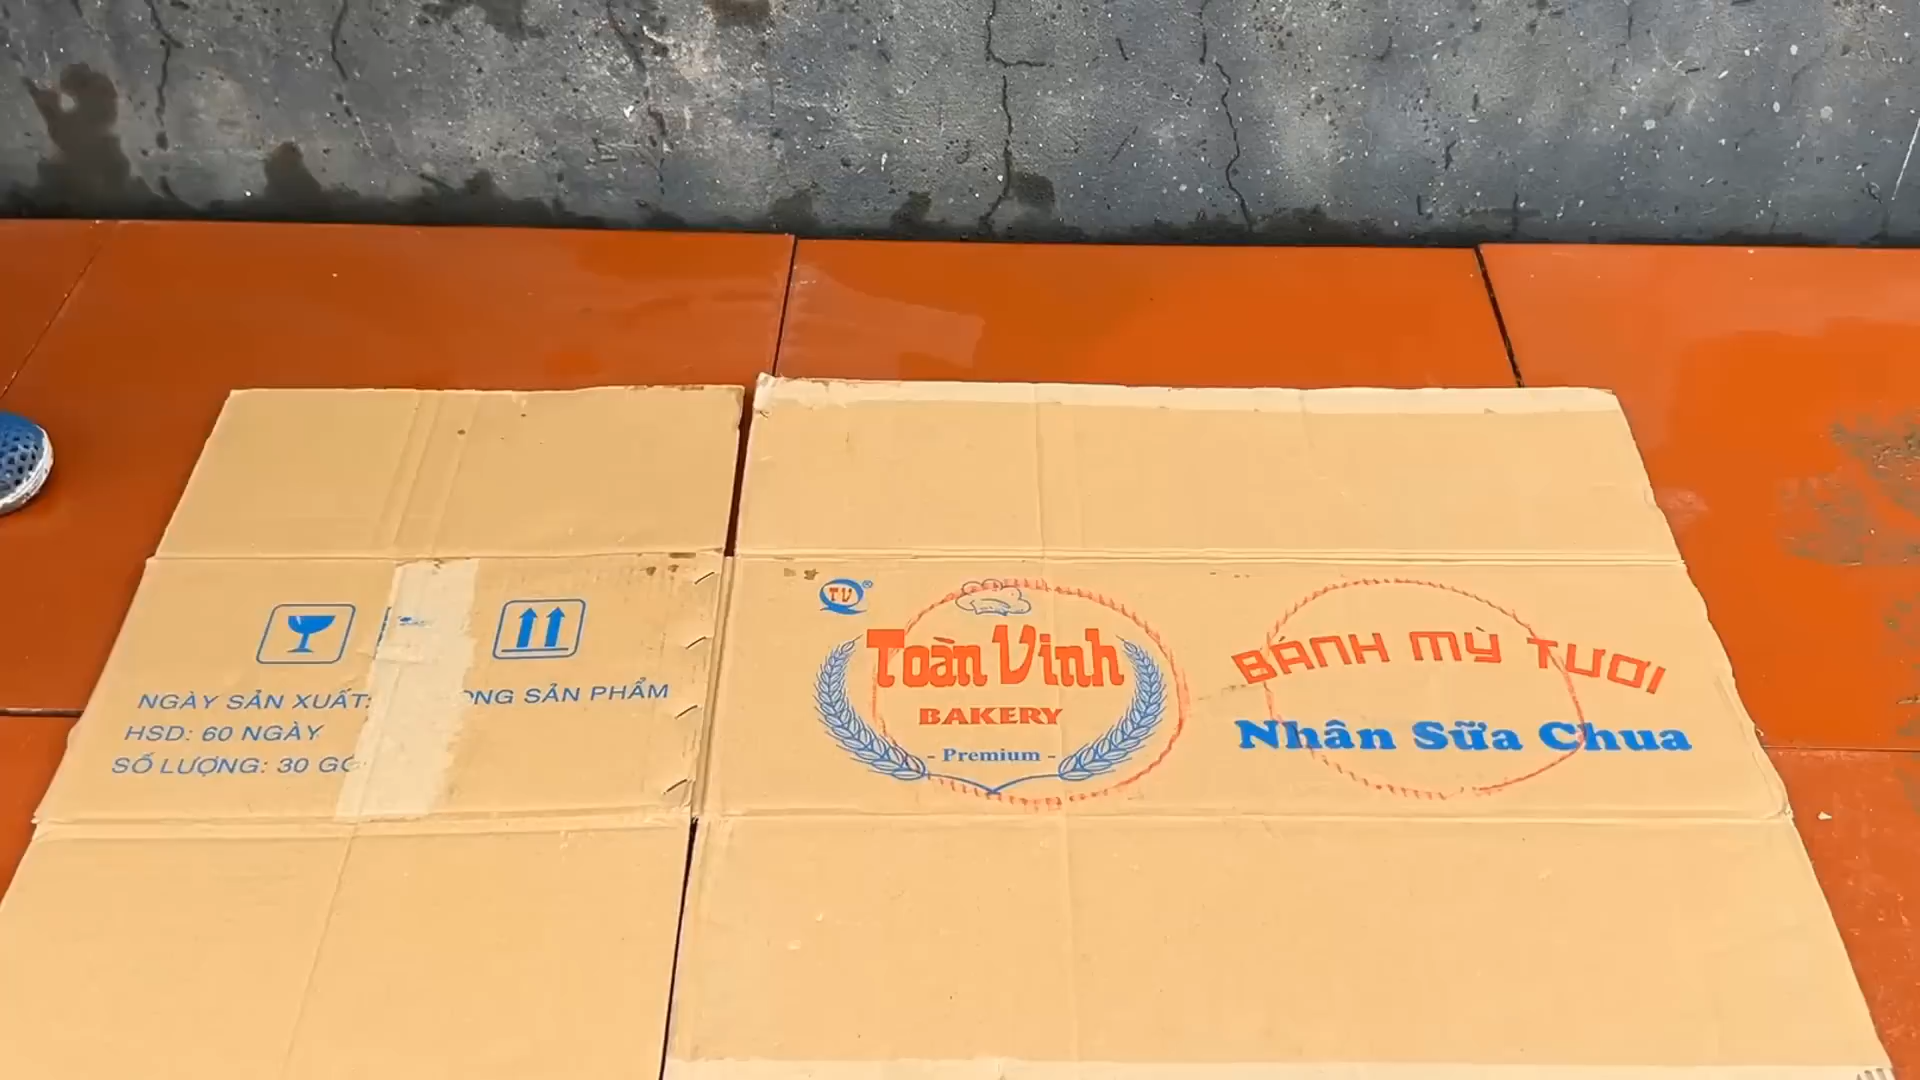 NGÀY SẢN XUẤT: SẢN PHẨM
HSD: 60 NGÀY
SỐ LƯỢNG: 30
TV
Toàn Vinh
BAKERY
- Premium -
BÁNH MỲ TƯƠI
Nhân Sữa Chua